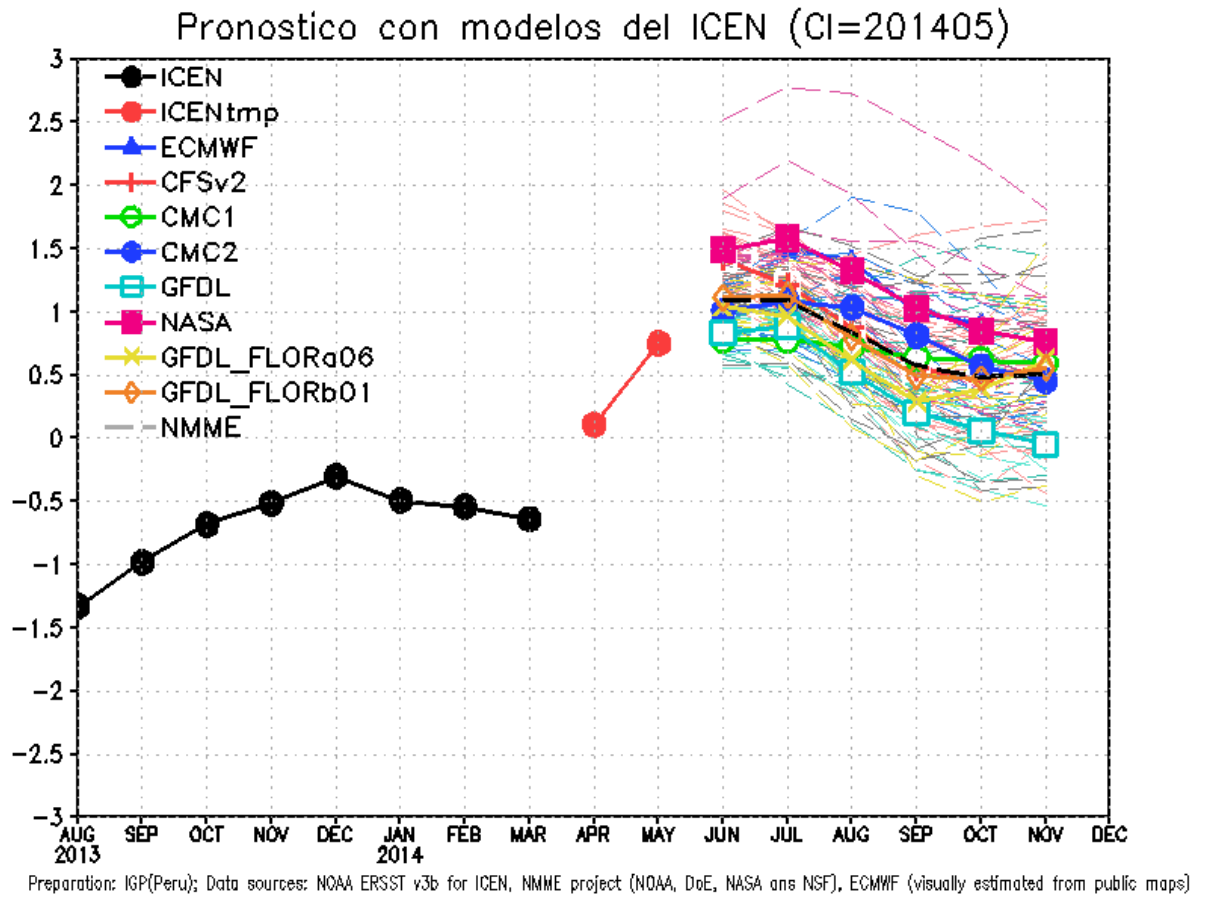 Pronostico con modelos del ICEN (CI=201405)
3
2.5
2
1.5
1
0.5
0
-0.5
-1
-1.5
-2
-2.5
-3
ICEN
ICENtmp
ECMWF
CFSv2
CMC1
CMC2
GFDL
NASA
GFDL_FLORa06
GFDL_FLORb01
NMME
AUG SEP OCT NOV DEC JAN FEB MAR APR MAY JUN JUL AUG SEP OCT NOV DEC
2013 2014
Preparation: IGP(Peru); Data sources: NOAA ERSST v3b for ICEN, NMME project (NOAA, DoE, NASA ans NSF), ECMWF (visually estimated from public maps)